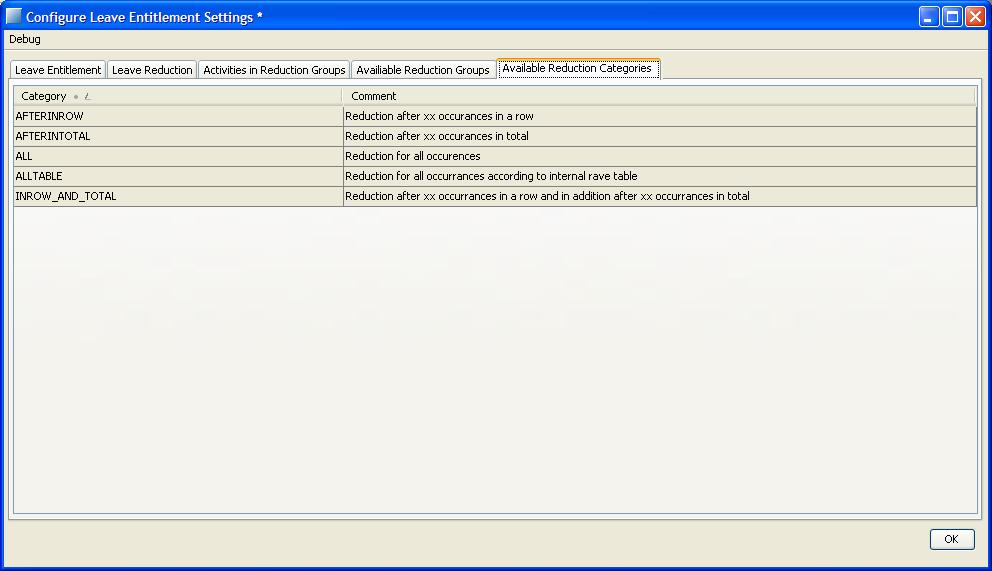 Configure Leave Entitlement Settings *
Debug
Leave Entitlement Leave Reduction Activities in Reduction Groups Availiable Reduction Groups Available Reduction Categories
Category Comment
AFTERINROW Reduction after xx occurances in a row
AFTERINTOTAL Reduction after xx occurances in total
ALL Reduction for all occurences
ALLTABLE Reduction for all occurrances according to internal rave table
INROW_AND_TOTAL Reduction after xx occurrances in a row and in addition after xx occurrances in total
OK